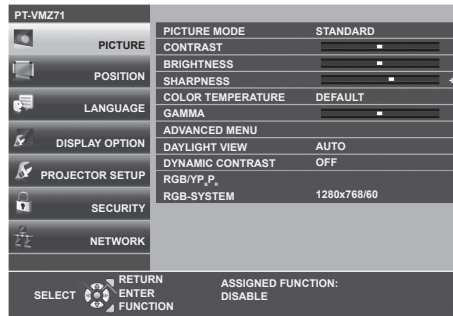 PT-VMZ71
PICTURE
POSITION
LANGUAGE
DISPLAY OPTION
PROJECTOR SETUP
SECURITY
NETWORK
PICTURE MODE STANDARD
CONTRAST
BRIGHTNESS
SHARPNESS +
COLOR TEMPERATURE DEFAULT
GAMMA
ADVANCED MENU
DAYLIGHT VIEW AUTO
DYNAMIC CONTRAST OFF
RGB/YPBPR
RGB-SYSTEM 1280x768/60
SELECT
RETURN
ENTER
FUNCTION
ASSIGNED FUNCTION:
DISABLE